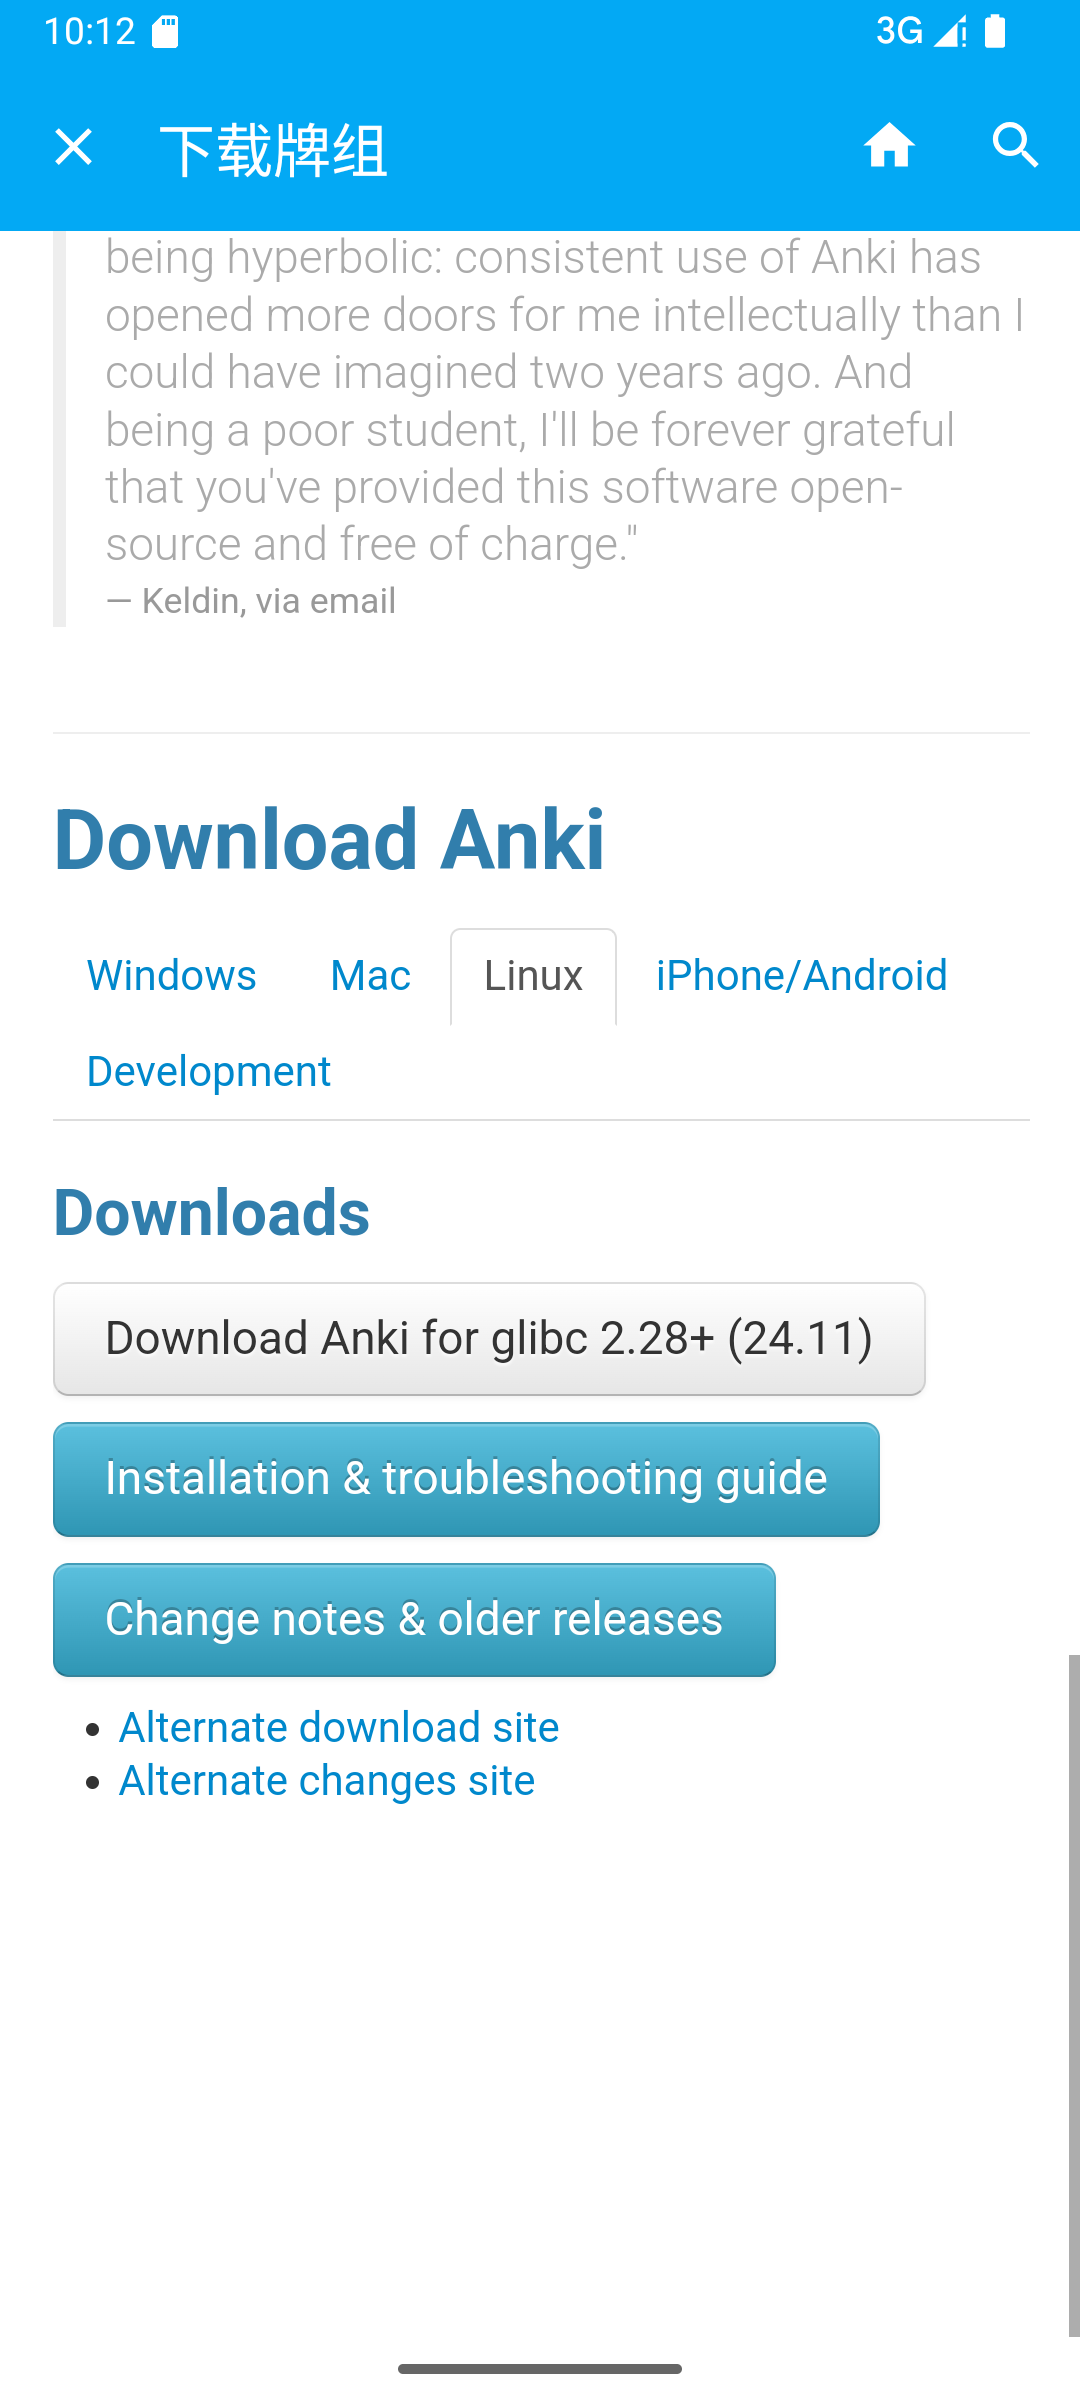 10:12
3G
下载牌组
being hyperbolic: consistent use of Anki has
opened more doors for me intellectually than I
could have imagined two years ago. And
being a poor student, I'll be forever grateful
that you've provided this software open-
source and free of charge."
— Keldin, via email
Download Anki
Windows Mac Linux iPhone/Android
Development
Downloads
Download Anki for glibc 2.28+ (24.11)
Installation & troubleshooting guide
Change notes & older releases
• Alternate download site
• Alternate changes site